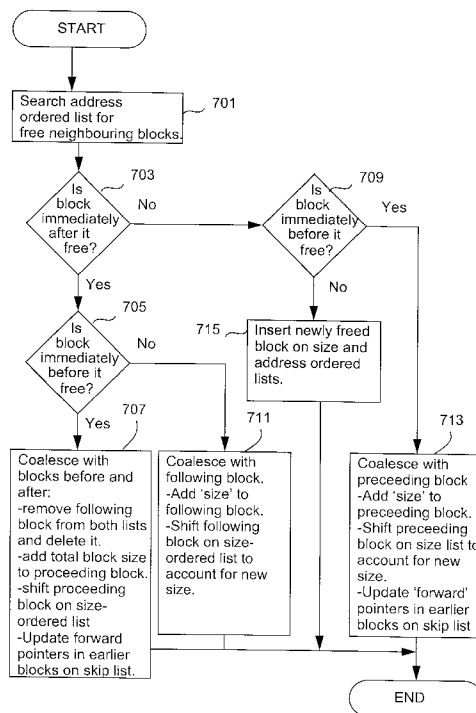 START
Search address
ordered list for
free neighbouring blocks.
701
703
Is
block
immediately
after it
free?
No
Yes
709
Is
block
immediately
before it
free?
Yes
No
705
Is
block
immediately
before it
free?
No
Yes
715
Insert newly freed
block on size and
address ordered
lists.
707
Coalesce with
blocks before and
after:
-remove following
block from both lists
and delete it.
-add total block size
to proceeding block.
-shift proceeding
block on size-
ordered list
-Update forward
pointers in earlier
blocks on skip list.
711
Coalesce with
following block.
-Add 'size' to
following block.
-Shift following
block on size-
ordered list to
account for new
size.
713
Coalesce with
preceeding block
-Add 'size' to
preceeding block.
-Shift preceeding
block on size list to
account for new
size.
-Update 'forward'
pointers in earlier
blocks on skip list
END